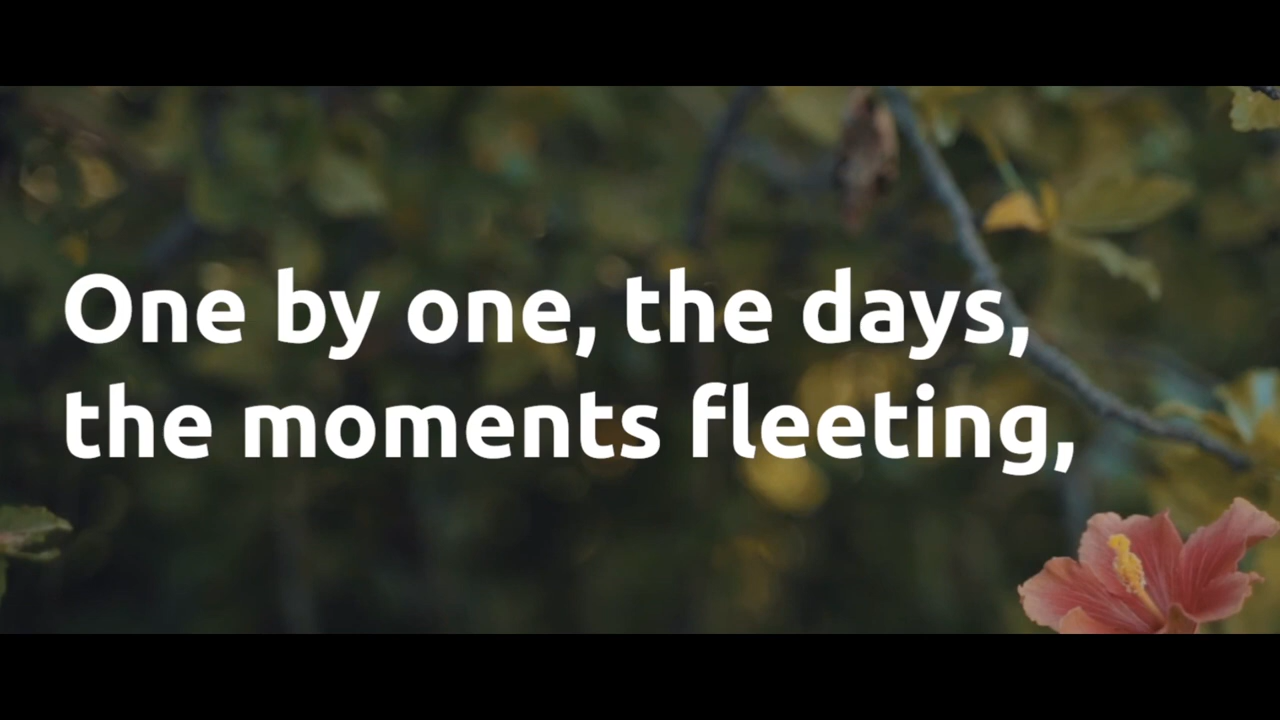 One by one, the days,
the moments fleeting,